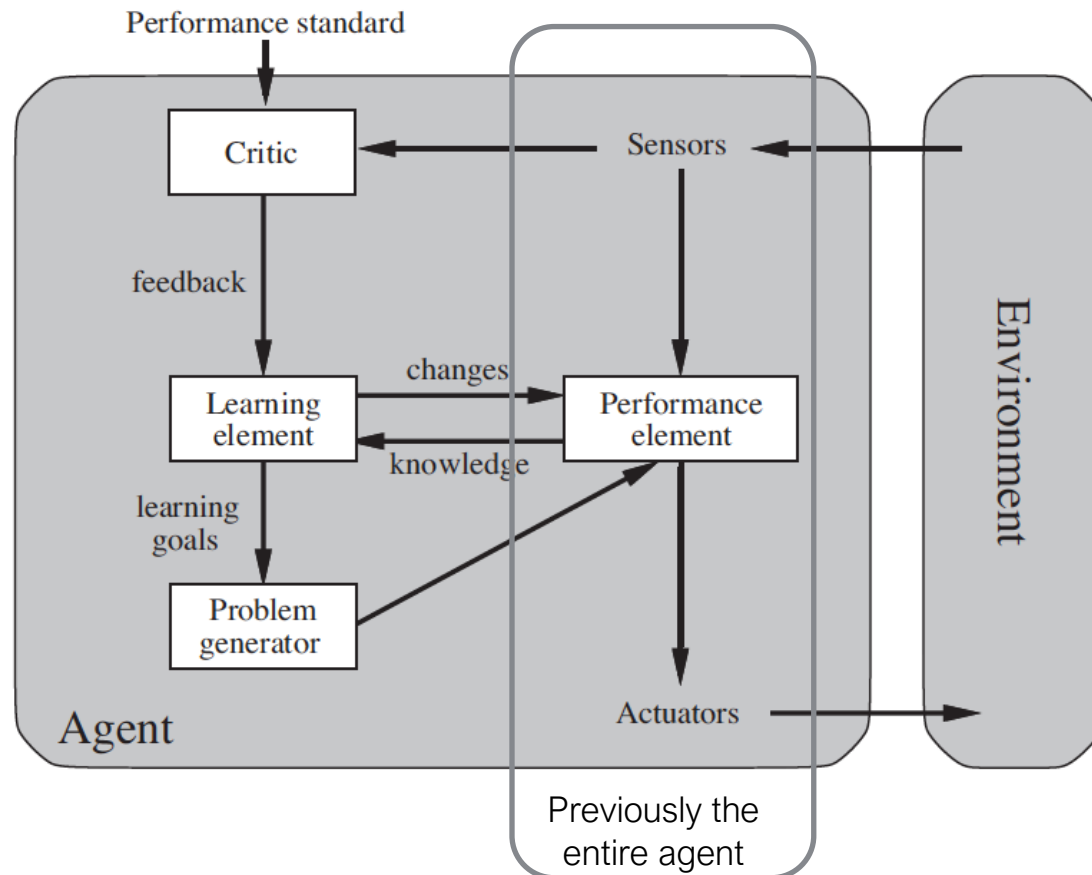 Performance standard
Critic
Sensors
feedback
changes
Learning
element
Performance
element
knowledge
learning
goals
Problem
generator
Actuators
Agent
Environment
Previously the
entire agent